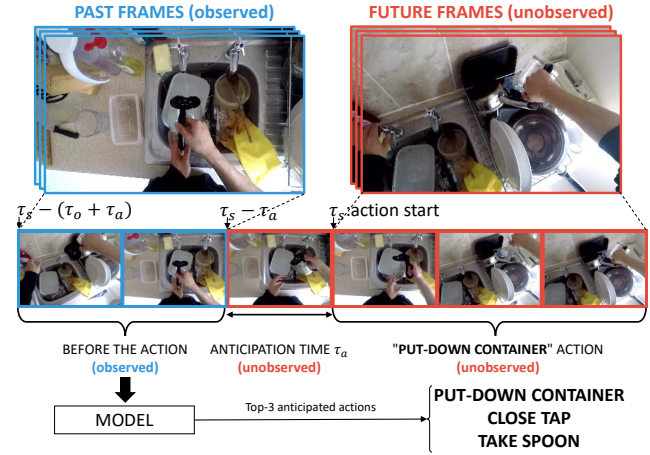 PAST FRAMES (observed)
FUTURE FRAMES (unobserved)
τₛ − (τₒ + τₐ)
τₛ − τₐ
τₛ: action start
BEFORE THE ACTION
(observed)
ANTICIPATION TIME τₐ
(unobserved)
"PUT-DOWN CONTAINER" ACTION
(unobserved)
MODEL
Top-3 anticipated actions
PUT-DOWN CONTAINER
CLOSE TAP
TAKE SPOON